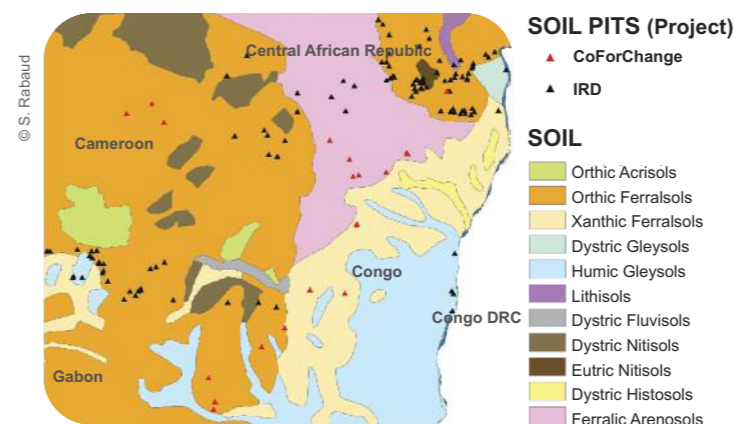 © S. Rabaud
Central African Republic
Cameroon
Congo
Congo DRC
Gabon
SOIL PITS (Project)
CoForChange
IRD
SOIL
Orthic Acrisols
Orthic Ferralsols
Xanthic Ferralsols
Dystric Gleysols
Humic Gleysols
Lithisols
Dystric Fluvisols
Dystric Nitisols
Eutric Nitisols
Dystric Histosols
Ferralic Arenosols